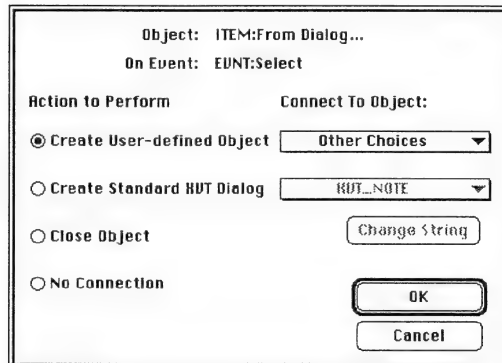 Object: ITEM:From Dialog...
On Event: EVNT:Select
Action to Perform Connect To Object:
Create User-defined Object Other Choices
Create Standard XVT Dialog XVT_NOTE
Close Object Change String
No Connection
OK
Cancel